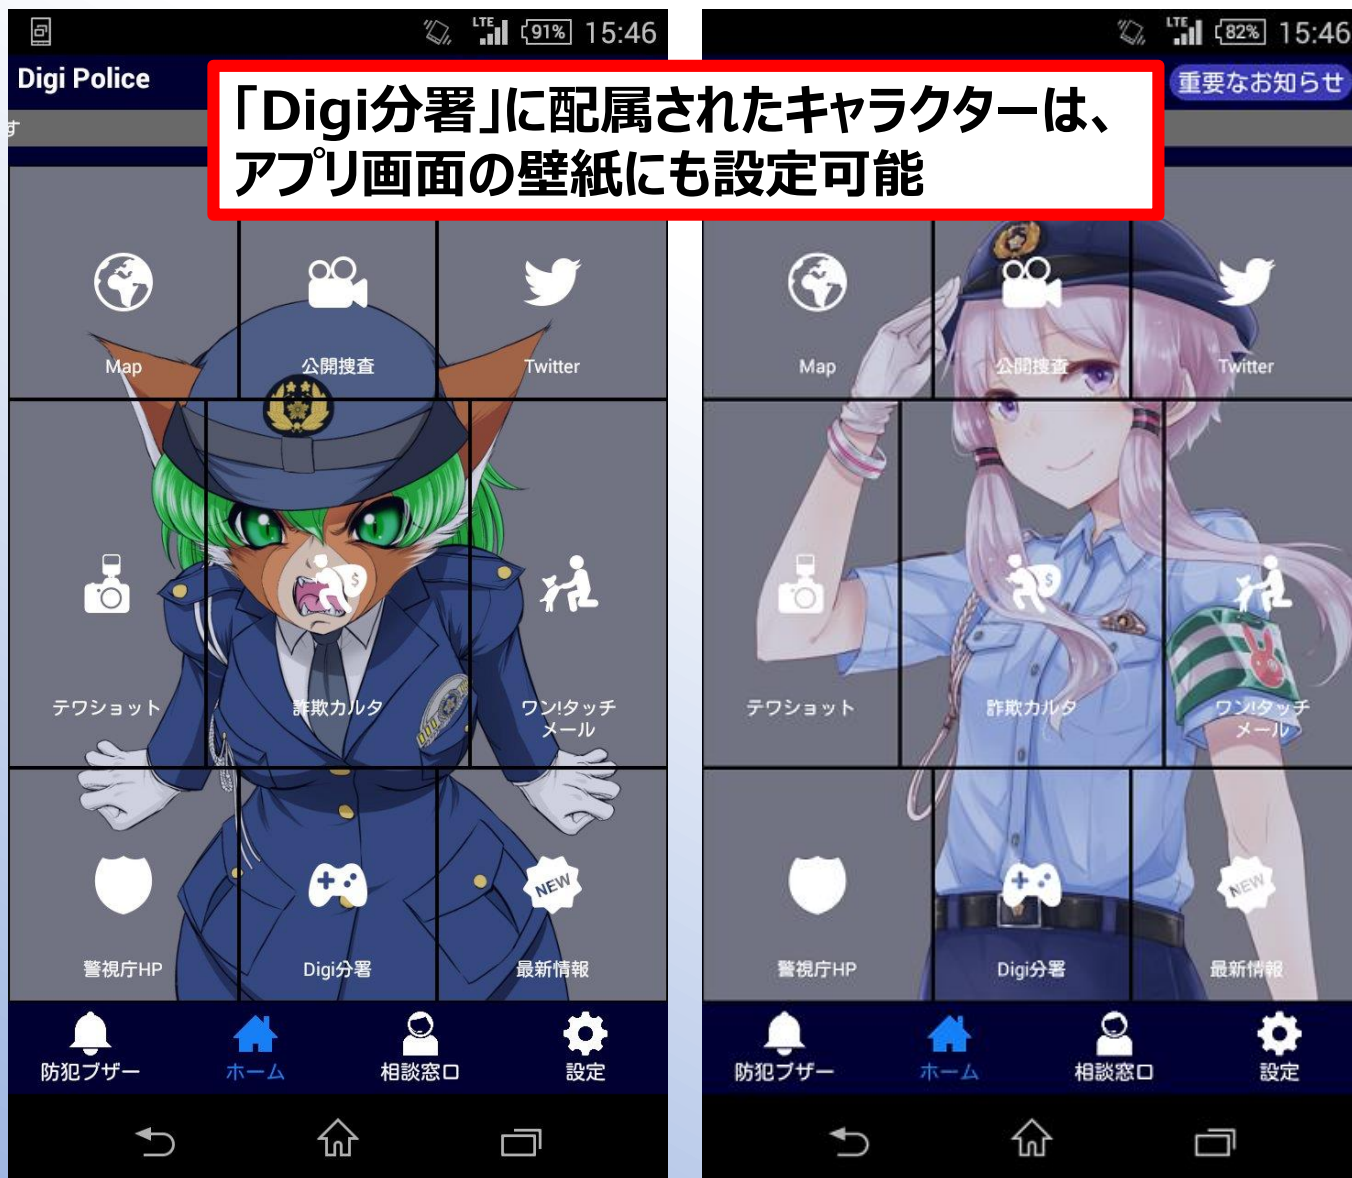 LTE 91% 15:46
LTE 82% 15:46
Digi Police
重要なお知らせ
す
「Digi分署」に配属されたキャラクターは、
アプリ画面の壁紙にも設定可能
Map
公開捜査
Twitter
テワショット
$
詐欺カルタ
ワン!タッチ
メール
警視庁HP
Digi分署
NEW
最新情報
防犯ブザー
ホーム
相談窓口
設定
Map
公開捜査
Twitter
テワショット
$
詐欺カルタ
ワン!タッチ
メール
警視庁HP
Digi分署
NEW
最新情報
防犯ブザー
ホーム
相談窓口
設定